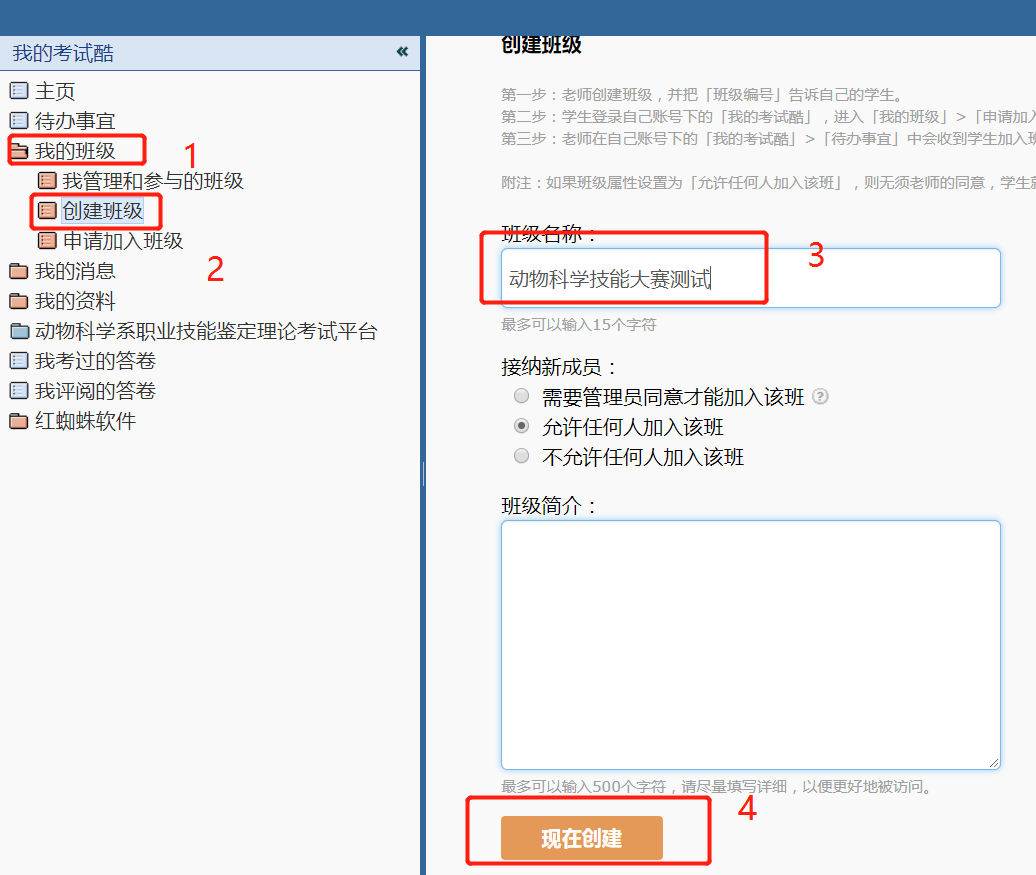 我的考试酷
«
主页
待办事宜
我的班级
1
我管理和参与的班级
创建班级
申请加入班级
2
我的消息
我的资料
动物科学系职业技能鉴定理论考试平台
我考过的答卷
我评阅的答卷
红蜘蛛软件
创建班级
第一步：老师创建班级，并把「班级编号」告诉自己的学生。
第二步：学生登录自己账号下的「我的考试酷」，进入「我的班级」>「申请加入
第三步：老师在自己账号下的「我的考试酷」>「待办事宜」中会收到学生加入班
附注：如果班级属性设置为「允许任何人加入该班」，则无须老师的同意，学生就
班级名称：
3
动物科学技能大赛测试
最多可以输入15个字符
接纳新成员：
需要管理员同意才能加入该班 ?
允许任何人加入该班
不允许任何人加入该班
班级简介：
最多可以输入500个字符，请尽量填写详细，以便更好地被访问。
4
现在创建